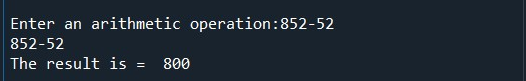 Enter an arithmetic operation:852-52
852-52
The result is =  800